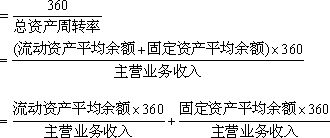 = 360
总资产周转率
= (流动资产平均余额+固定资产平均余额)×360
主营业务收入
= 流动资产平均余额×360 + 固定资产平均余额×360
主营业务收入 主营业务收入